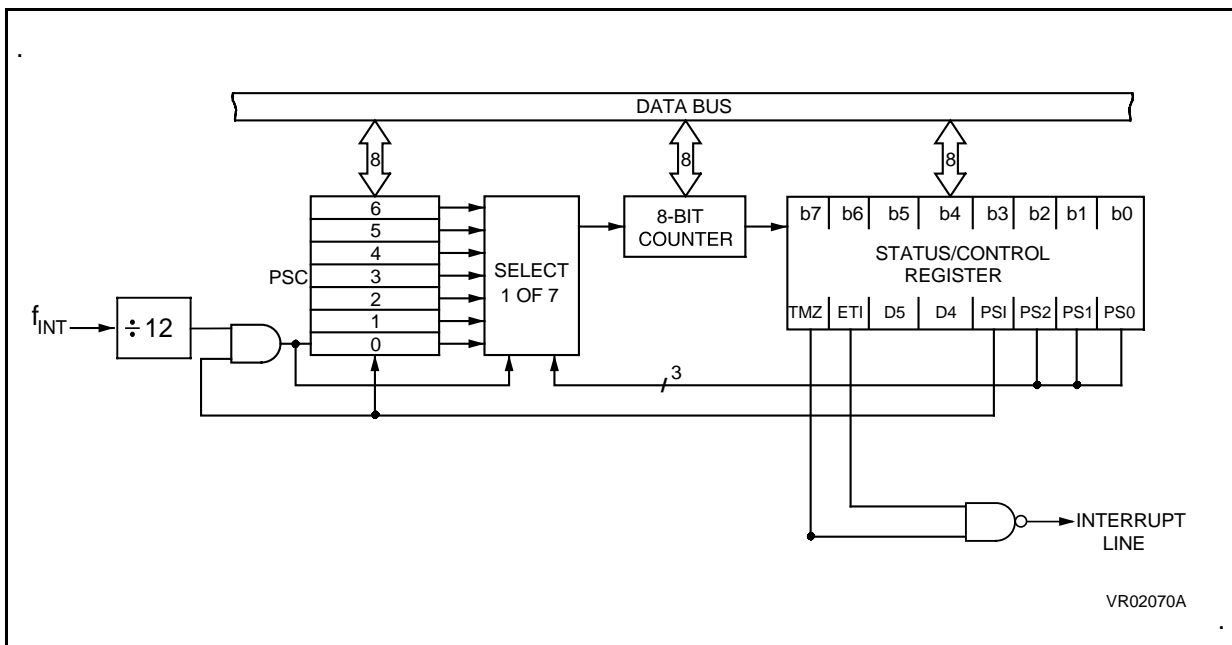 DATA BUS
8
8
8
6
5
4
3
2
1
0
PSC
SELECT
1 OF 7
8-BIT
COUNTER
b7 b6 b5 b4 b3 b2 b1 b0
STATUS/CONTROL
REGISTER
TMZ ETI D5 D4 PSI PS2 PS1 PS0
fINT
÷12
3
INTERRUPT
LINE
VR02070A